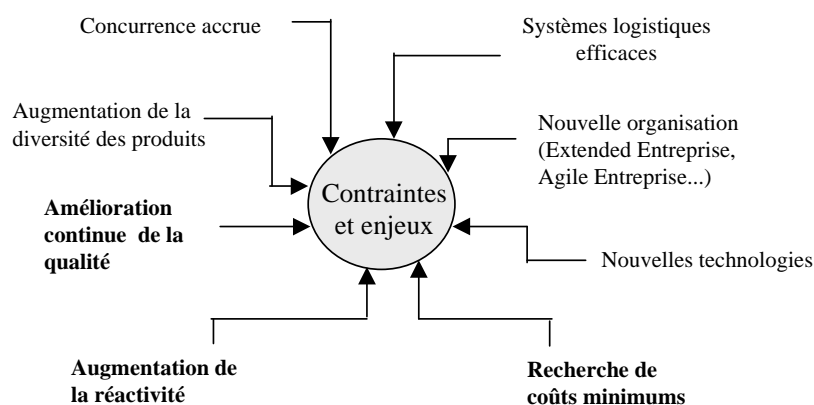 Concurrence accrue
Systèmes logistiques
efficaces
Augmentation de la
diversité des produits
Nouvelle organisation
(Extended Entreprise,
Agile Entreprise...)
Contraintes
et enjeux
Amélioration
continue de la
qualité
Nouvelles technologies
Augmentation de
la réactivité
Recherche de
coûts minimums